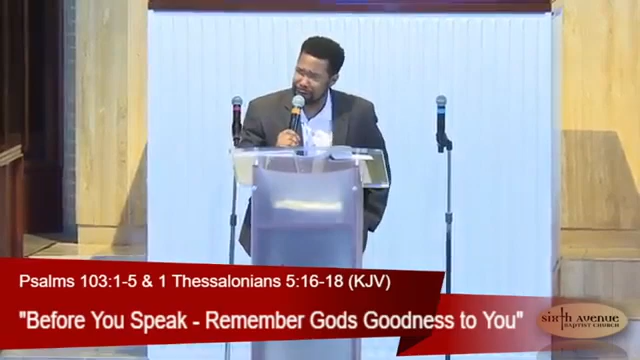 Psalms 103:1-5 & 1 Thessalonians 5:16-18 (KJV)
"Before You Speak - Remember Gods Goodness to You"
sixth avenue
BAPTIST CHURCH